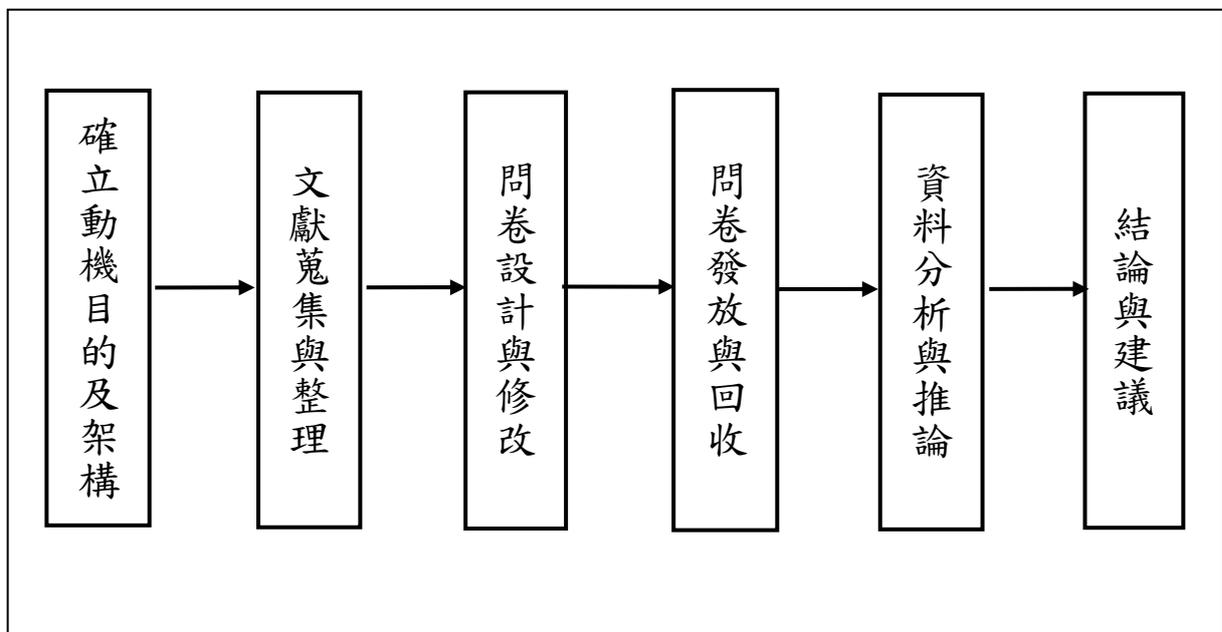 確立動機目的及架構
文獻蒐集與整理
問卷設計與修改
問卷發放與回收
資料分析與推論
結論與建議